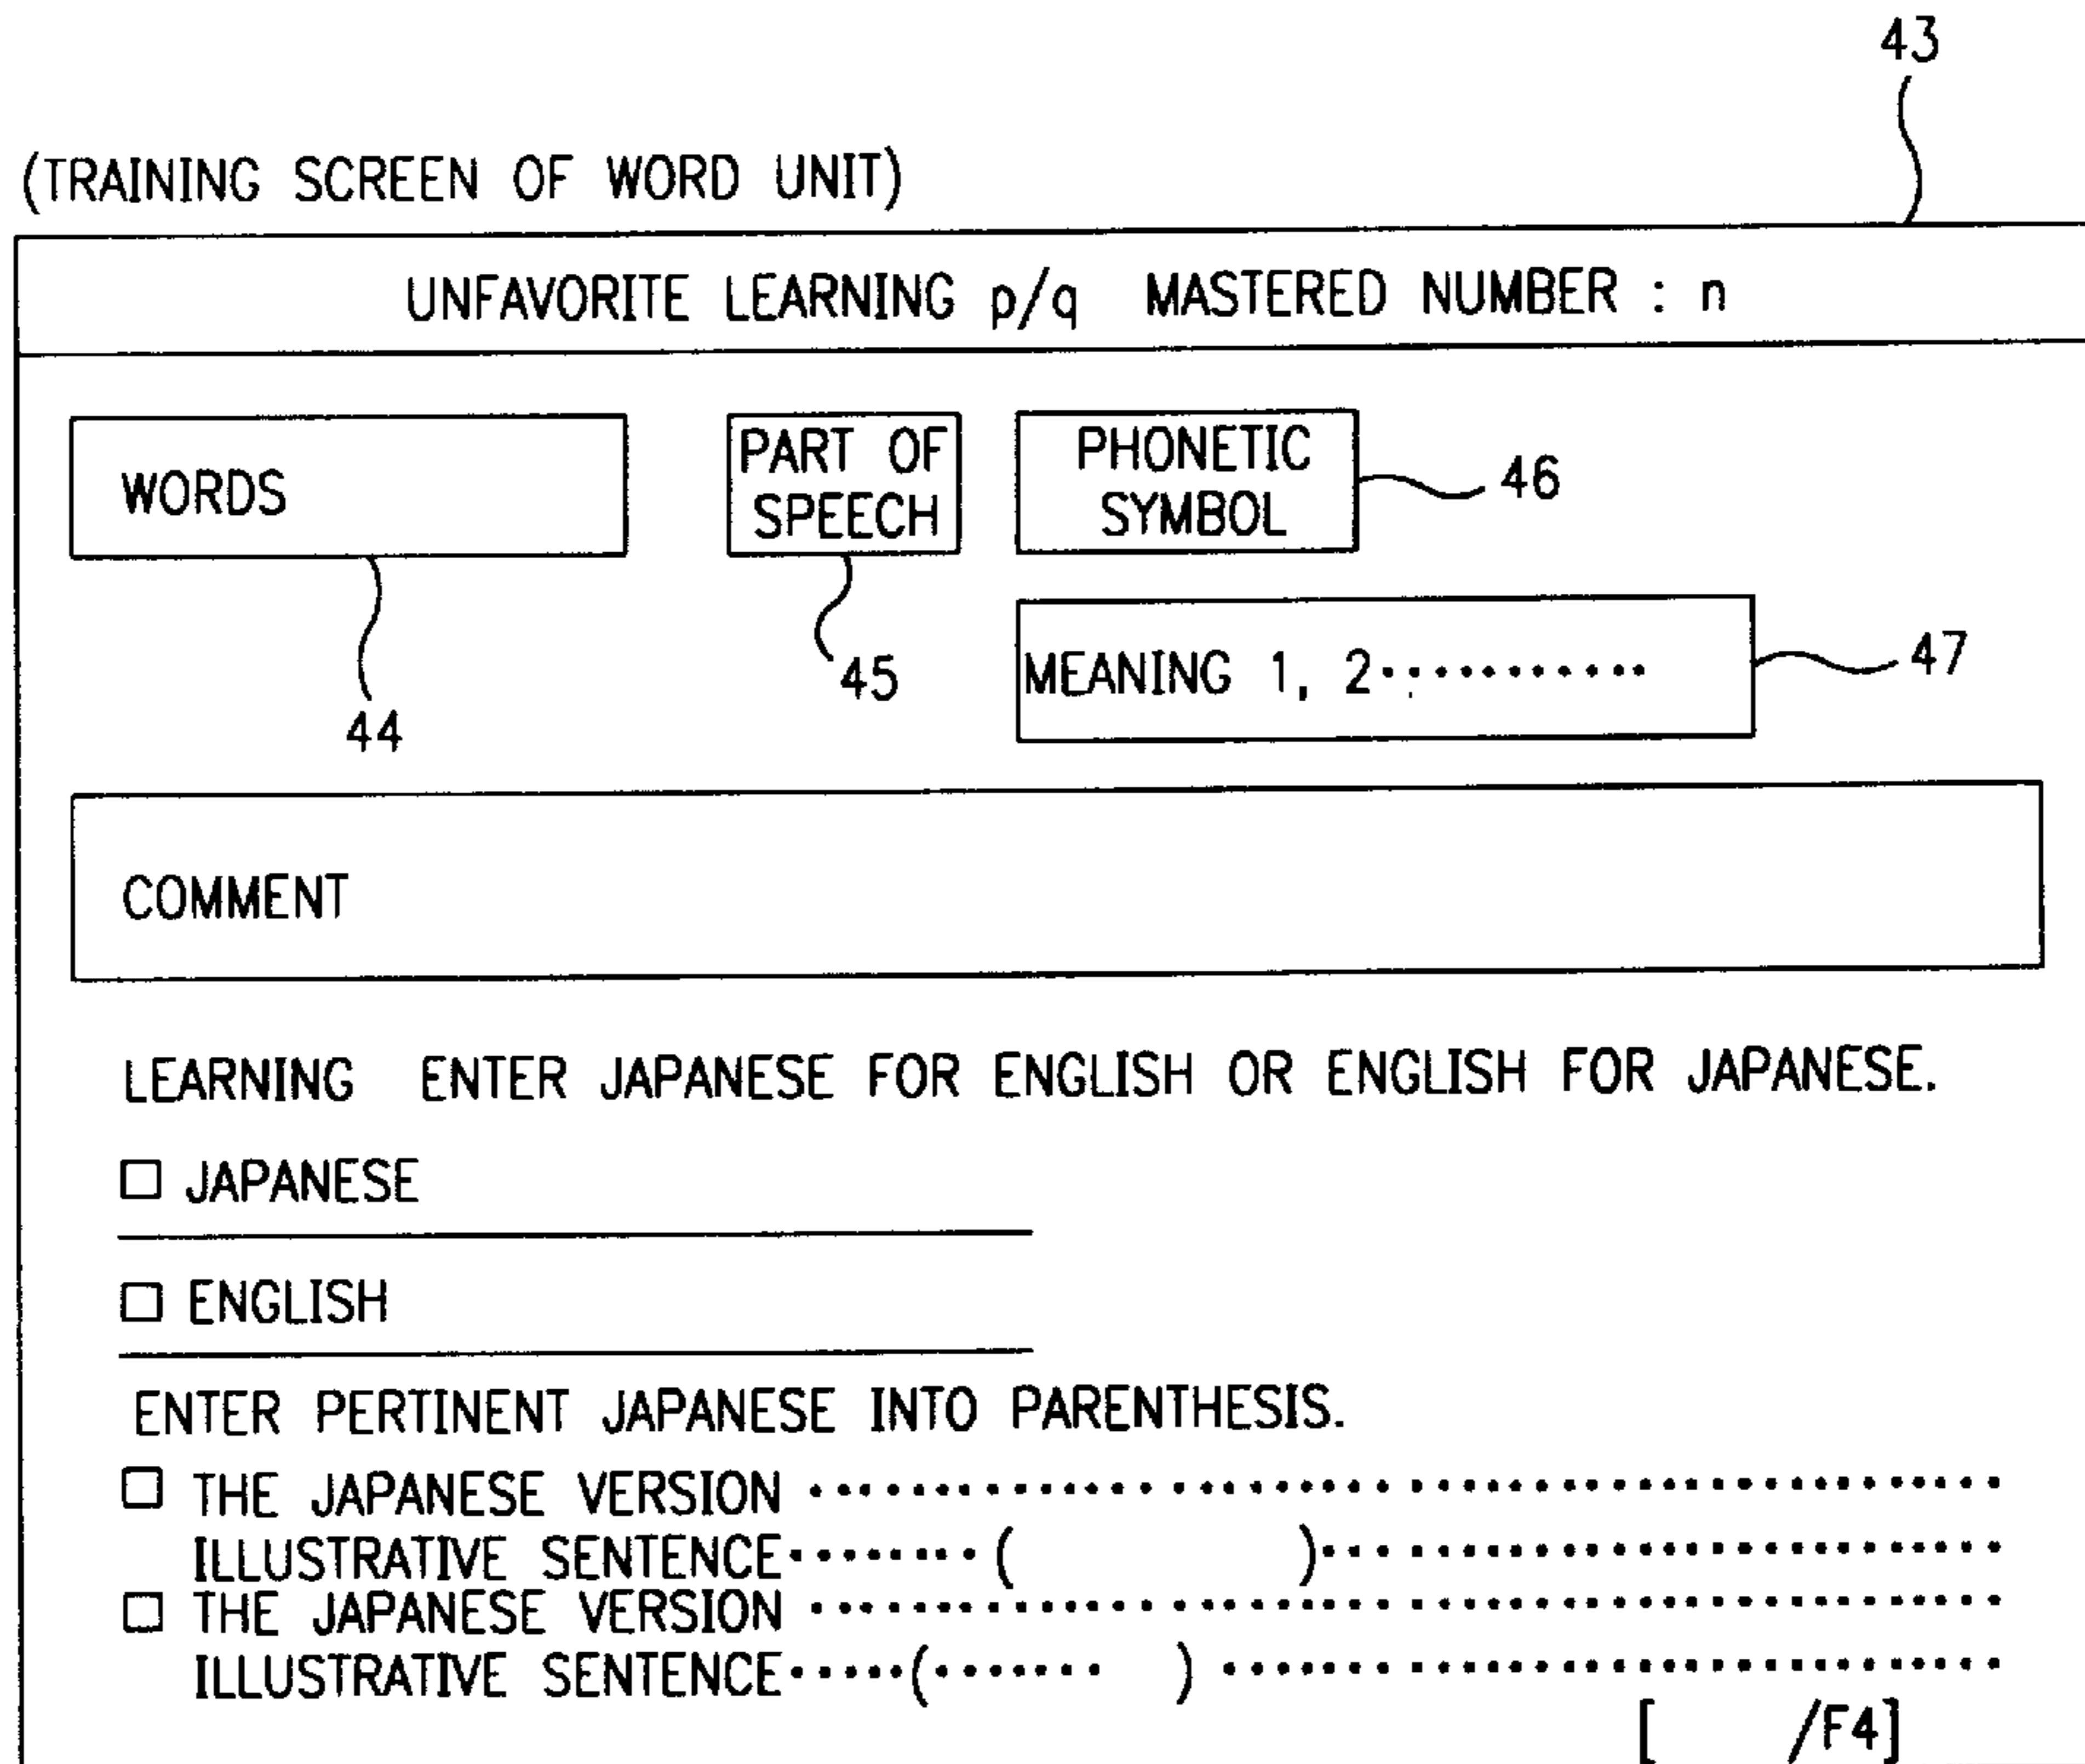 43
(TRAINING SCREEN OF WORD UNIT)
UNFAVORITE LEARNING p/q MASTERED NUMBER : n
WORDS
PART OF
SPEECH
PHONETIC
SYMBOL
46
MEANING 1, 2・・・・・・・・・・・
47
45
44
COMMENT
LEARNING ENTER JAPANESE FOR ENGLISH OR ENGLISH FOR JAPANESE.
□ JAPANESE
□ ENGLISH
ENTER PERTINENT JAPANESE INTO PARENTHESIS.
□ THE JAPANESE VERSION ・・・・・・・・・・・・・・・・・・・・・・・・・・・・・・・・・・・・・・・・・・・・
ILLUSTRATIVE SENTENCE・・・・・・・・( )・・・・・・・・・・・・・・・・・・・・・・・・・
□ THE JAPANESE VERSION ・・・・・・・・・・・・・・・・・・・・・・・・・・・・・・・・・・・・・・・・・・・・
ILLUSTRATIVE SENTENCE・・・・・(・・・・・・・ ) ・・・・・・・・・・・・・・・・・・・・・・・・・・・・・
[ /F4]